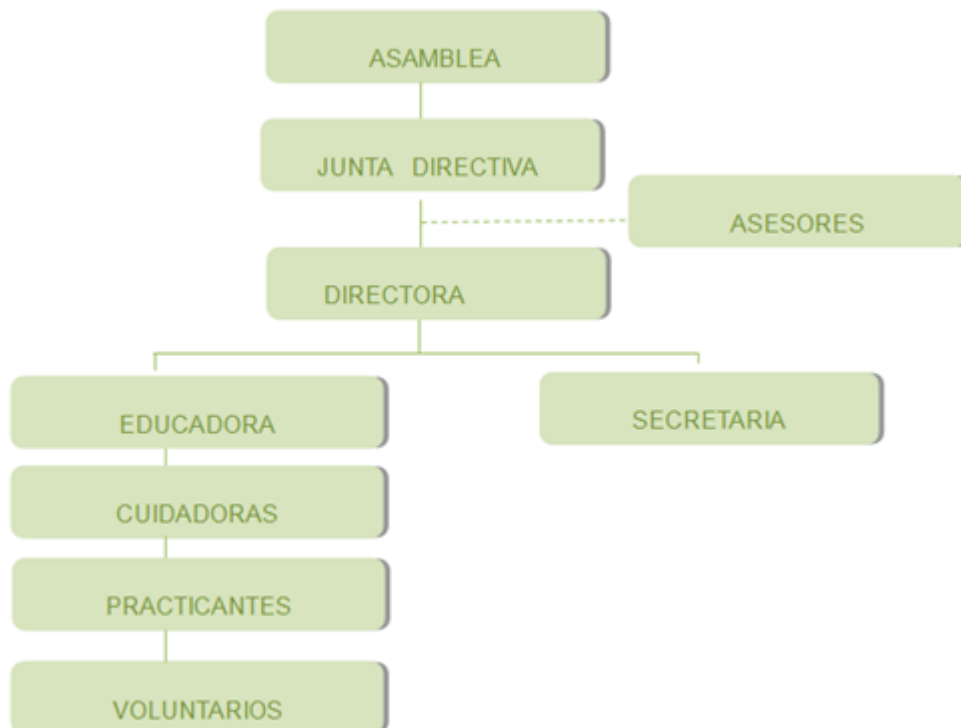 ASAMBLEA
JUNTA DIRECTIVA
ASESORES
DIRECTORA
EDUCADORA
SECRETARIA
CUIDADORAS
PRACTICANTES
VOLUNTARIOS